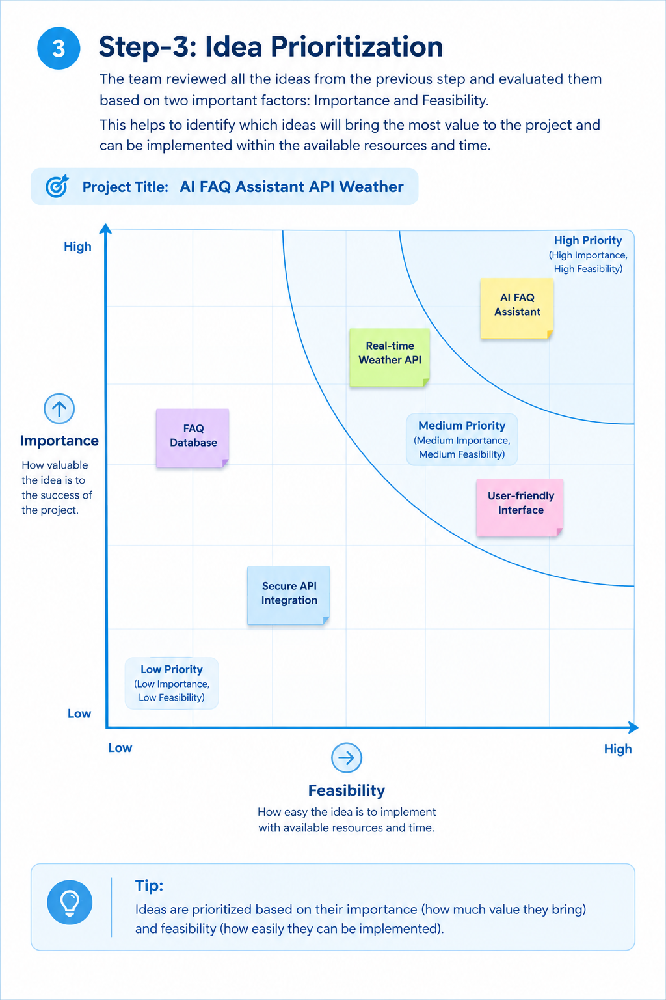 3
Step-3: Idea Prioritization
The team reviewed all the ideas from the previous step and evaluated them
based on two important factors: Importance and Feasibility.
This helps to identify which ideas will bring the most value to the project and
can be implemented within the available resources and time.
Project Title: AI FAQ Assistant API Weather
High
High Priority
(High Importance,
High Feasibility)
AI FAQ
Assistant
Real-time
Weather API
Importance
How valuable
the idea is to
the success of
the project.
FAQ
Database
Medium Priority
(Medium Importance,
Medium Feasibility)
User-friendly
Interface
Secure API
Integration
Low Priority
(Low Importance,
Low Feasibility)
Low
Low
High
Feasibility
How easy the idea is to implement
with available resources and time.
Tip:
Ideas are prioritized based on their importance (how much value they bring)
and feasibility (how easily they can be implemented).